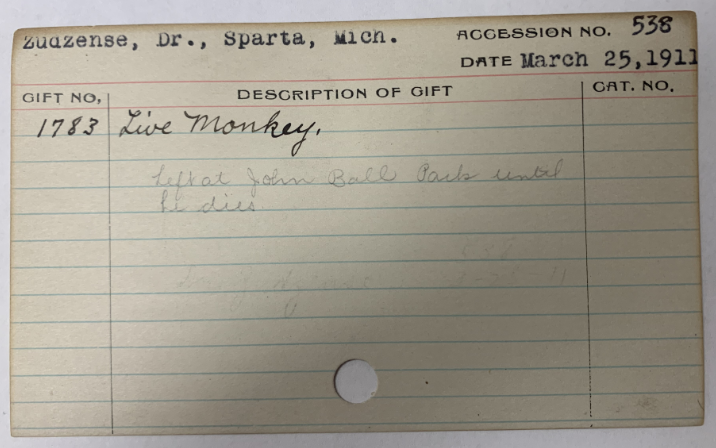 Zudzense, Dr., Sparta, Mich. ACCESSION NO. 538
DATE March 25, 1911
GIFT NO. DESCRIPTION OF GIFT CAT. NO.
1783 Live Monkey.
Left at John Ball Park until
he dies